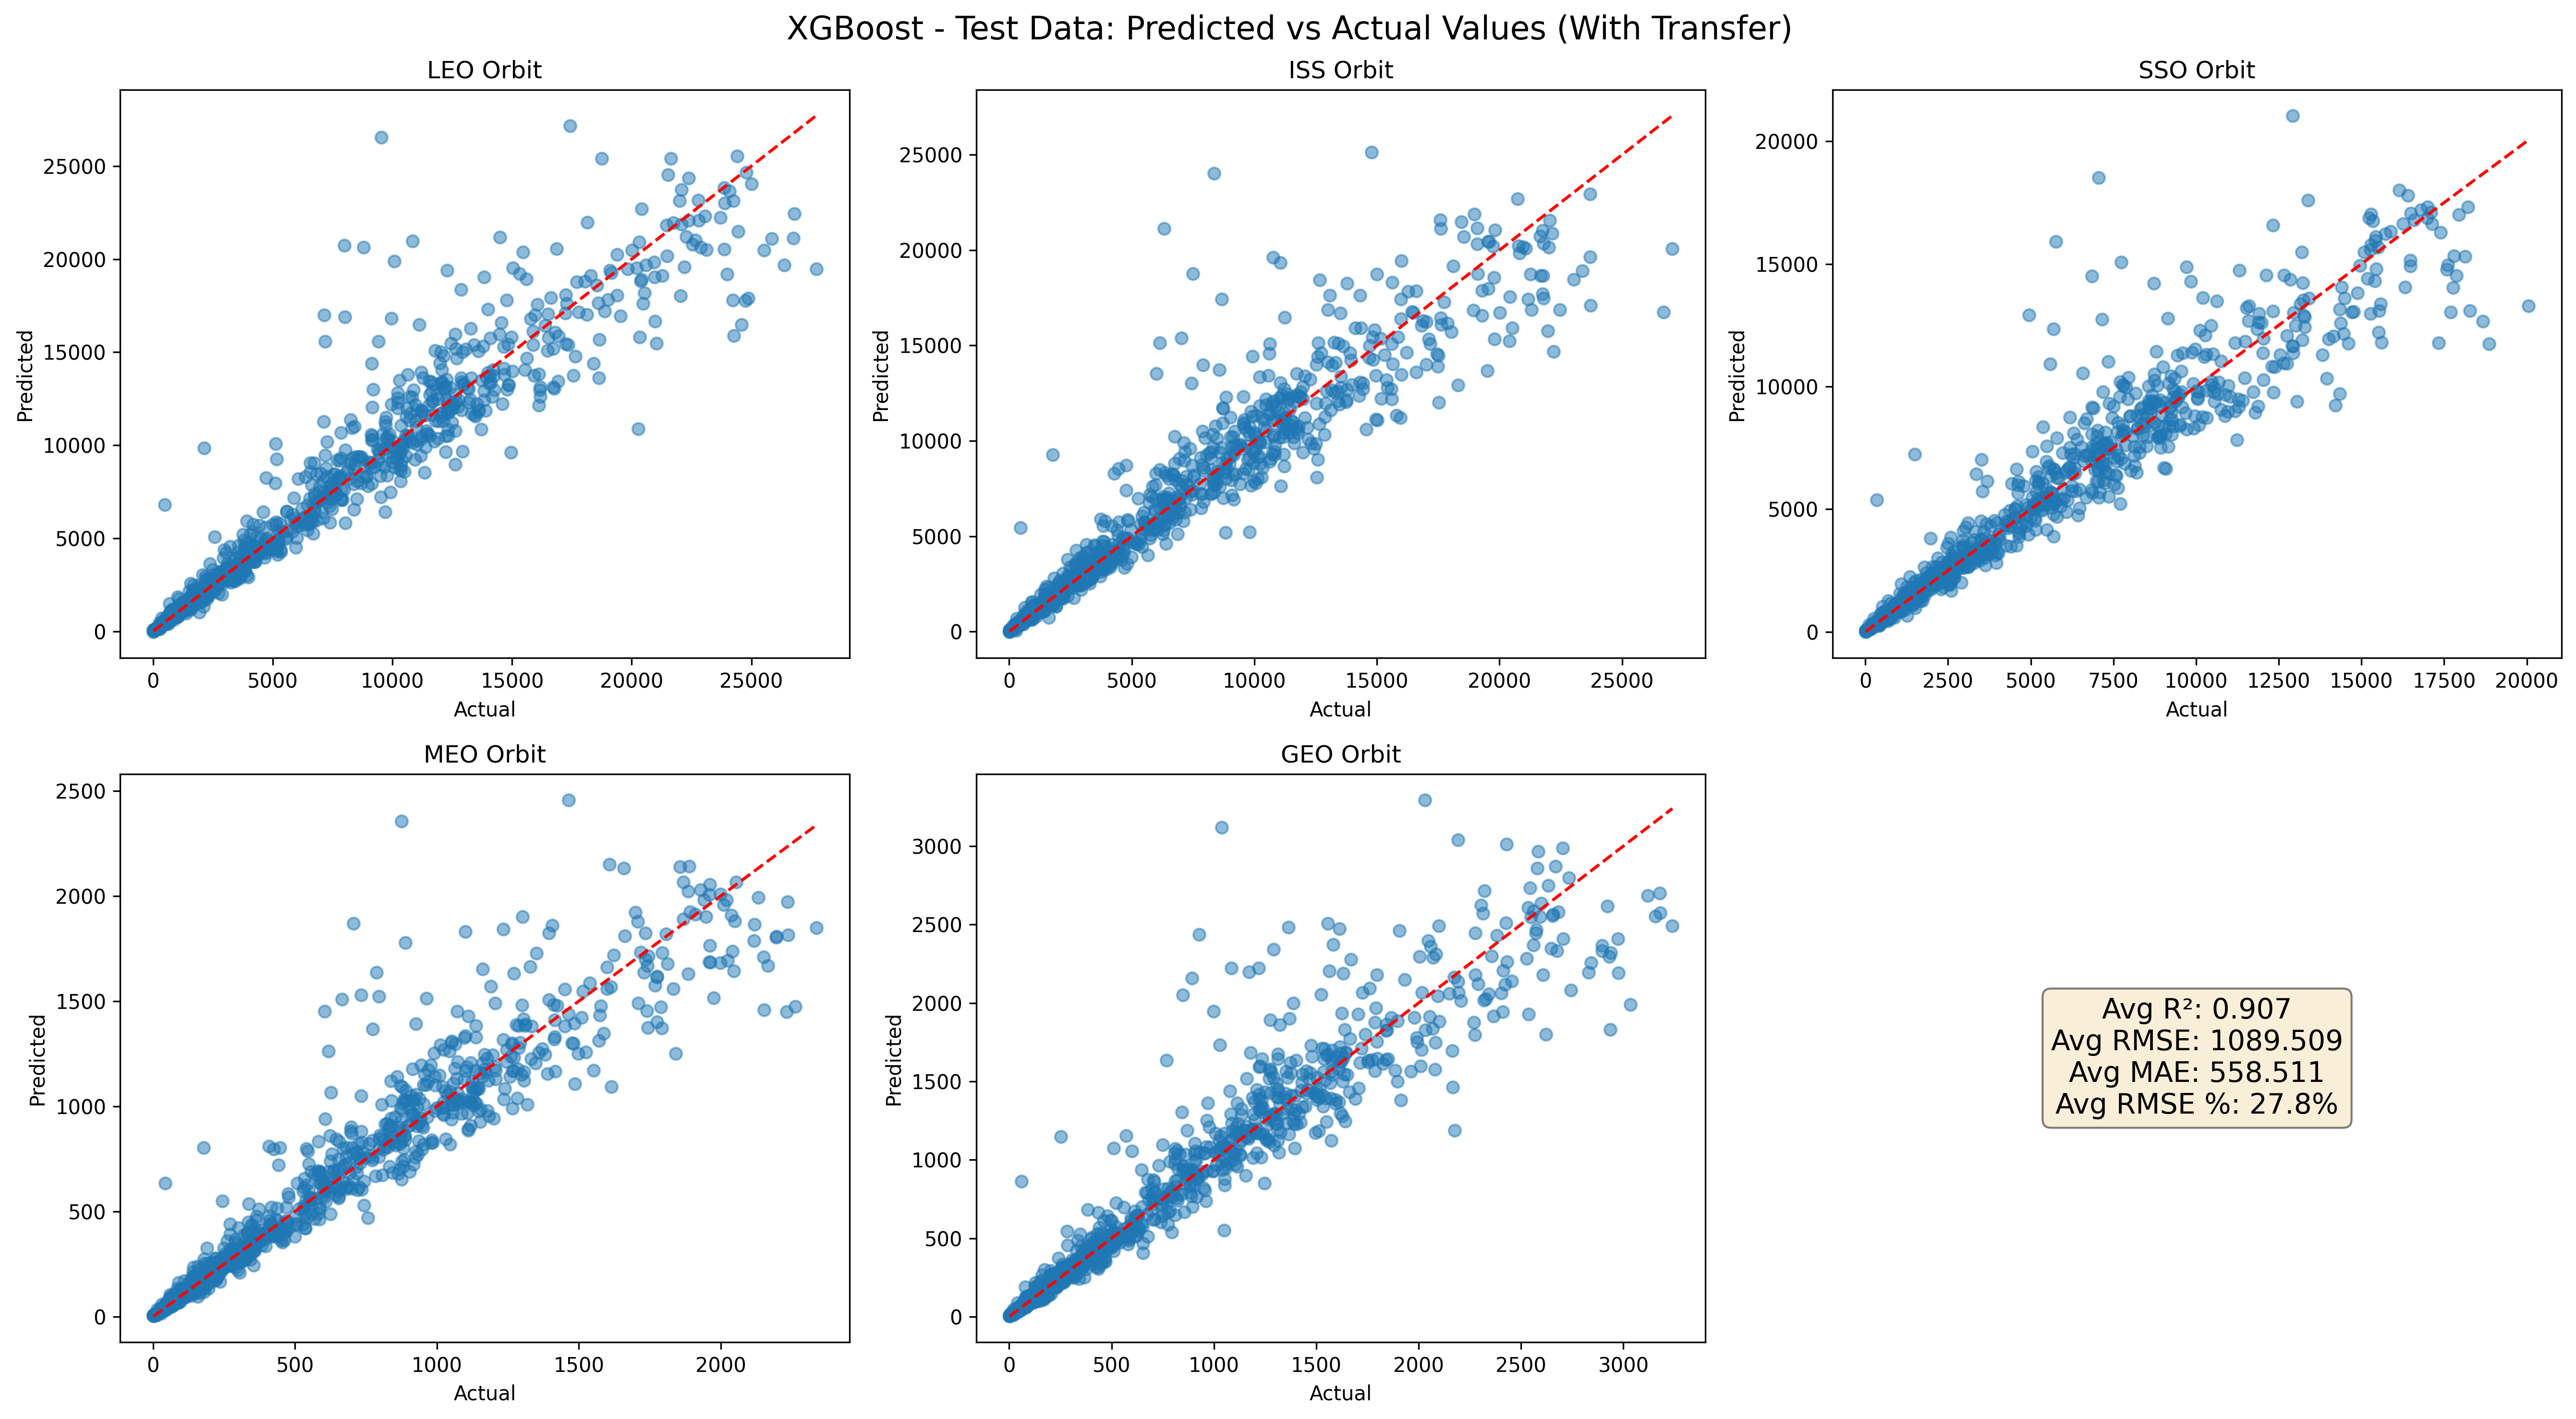 XGBoost - Test Data: Predicted vs Actual Values (With Transfer)
LEO Orbit
Predicted
25000
20000
15000
10000
5000
0
0 5000 10000 15000 20000 25000
Actual
ISS Orbit
Predicted
25000
20000
15000
10000
5000
0
0 5000 10000 15000 20000 25000
Actual
SSO Orbit
Predicted
20000
15000
10000
5000
0
0 2500 5000 7500 10000 12500 15000 17500 20000
Actual
MEO Orbit
Predicted
2500
2000
1500
1000
500
0
0 500 1000 1500 2000
Actual
GEO Orbit
Predicted
3000
2500
2000
1500
1000
500
0
0 500 1000 1500 2000 2500 3000
Actual
Avg R²: 0.907
Avg RMSE: 1089.509
Avg MAE: 558.511
Avg RMSE %: 27.8%